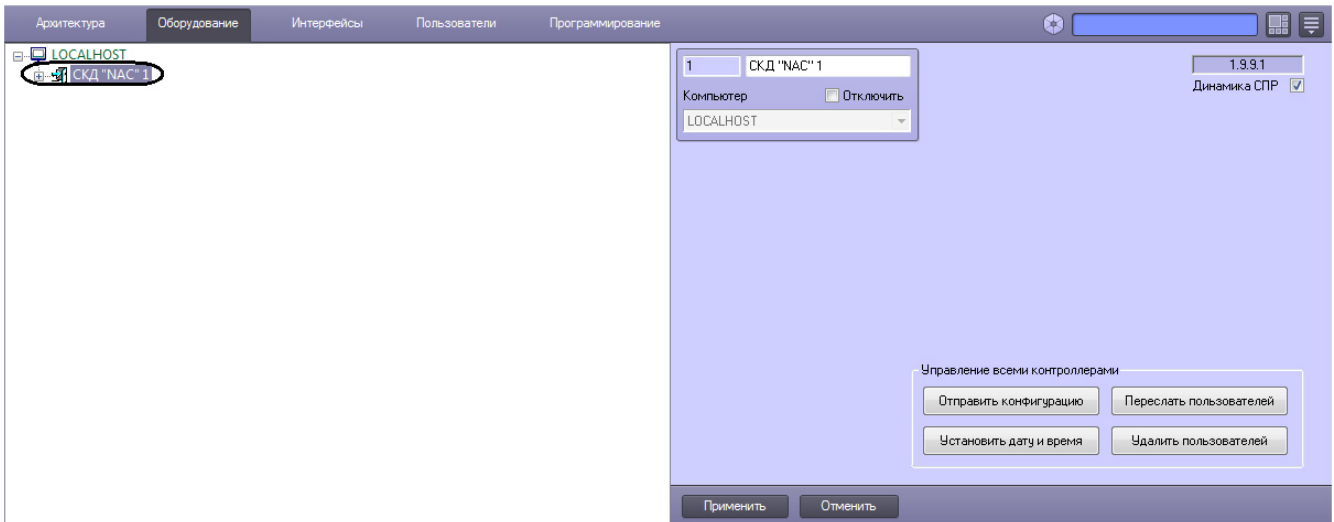 Архитектура Оборудование Интерфейсы Пользователи Программирование
LOCALHOST
СКД "NAC" 1
1 СКД "NAC" 1
1.9.9.1
Компьютер Отключить
Динамика СПР
LOCALHOST
Управление всеми контроллерами
Отправить конфигурацию Переслать пользователей
Установить дату и время Удалить пользователей
Применить Отменить